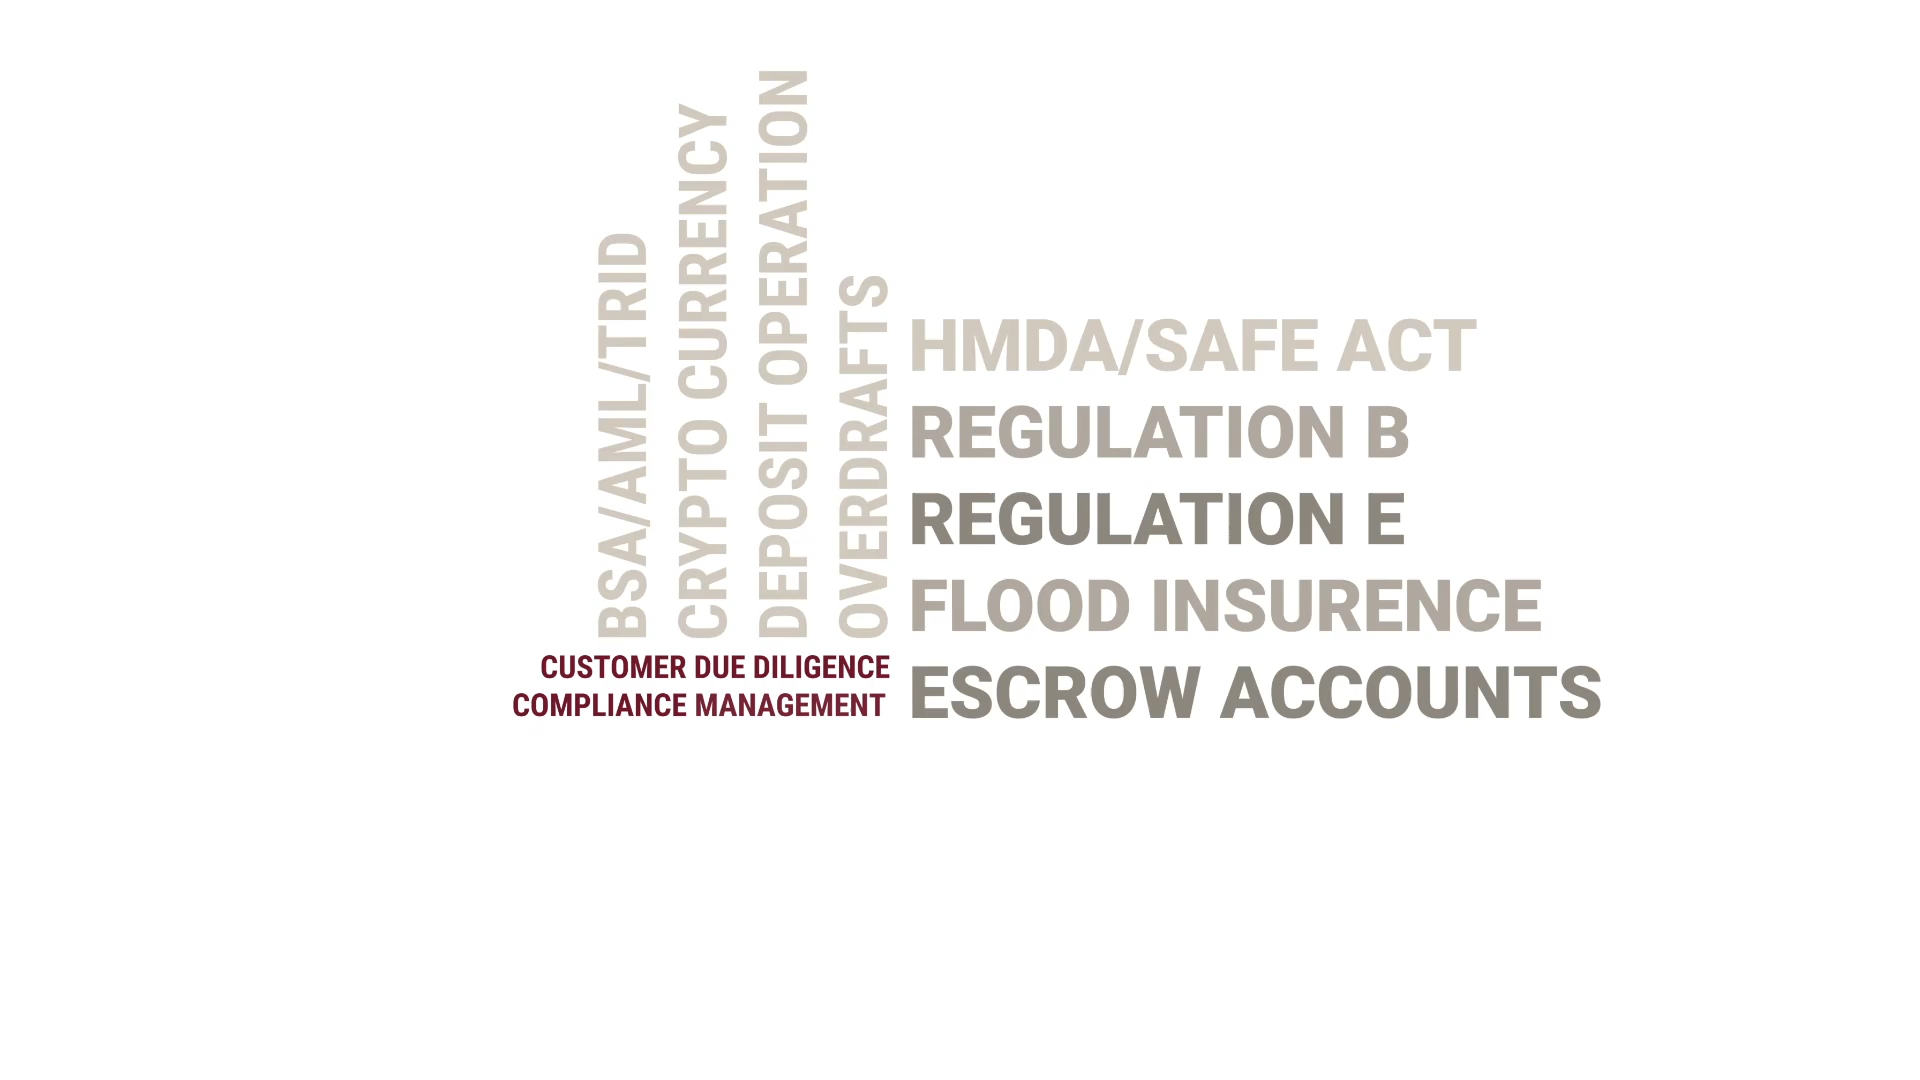 BSA/AML/TRID
CRYPTO CURRENCY
DEPOSIT OPERATION
OVERDRAFTS
HMDA/SAFE ACT
REGULATION B
REGULATION E
FLOOD INSURENCE
ESCROW ACCOUNTS
CUSTOMER DUE DILIGENCE
COMPLIANCE MANAGEMENT